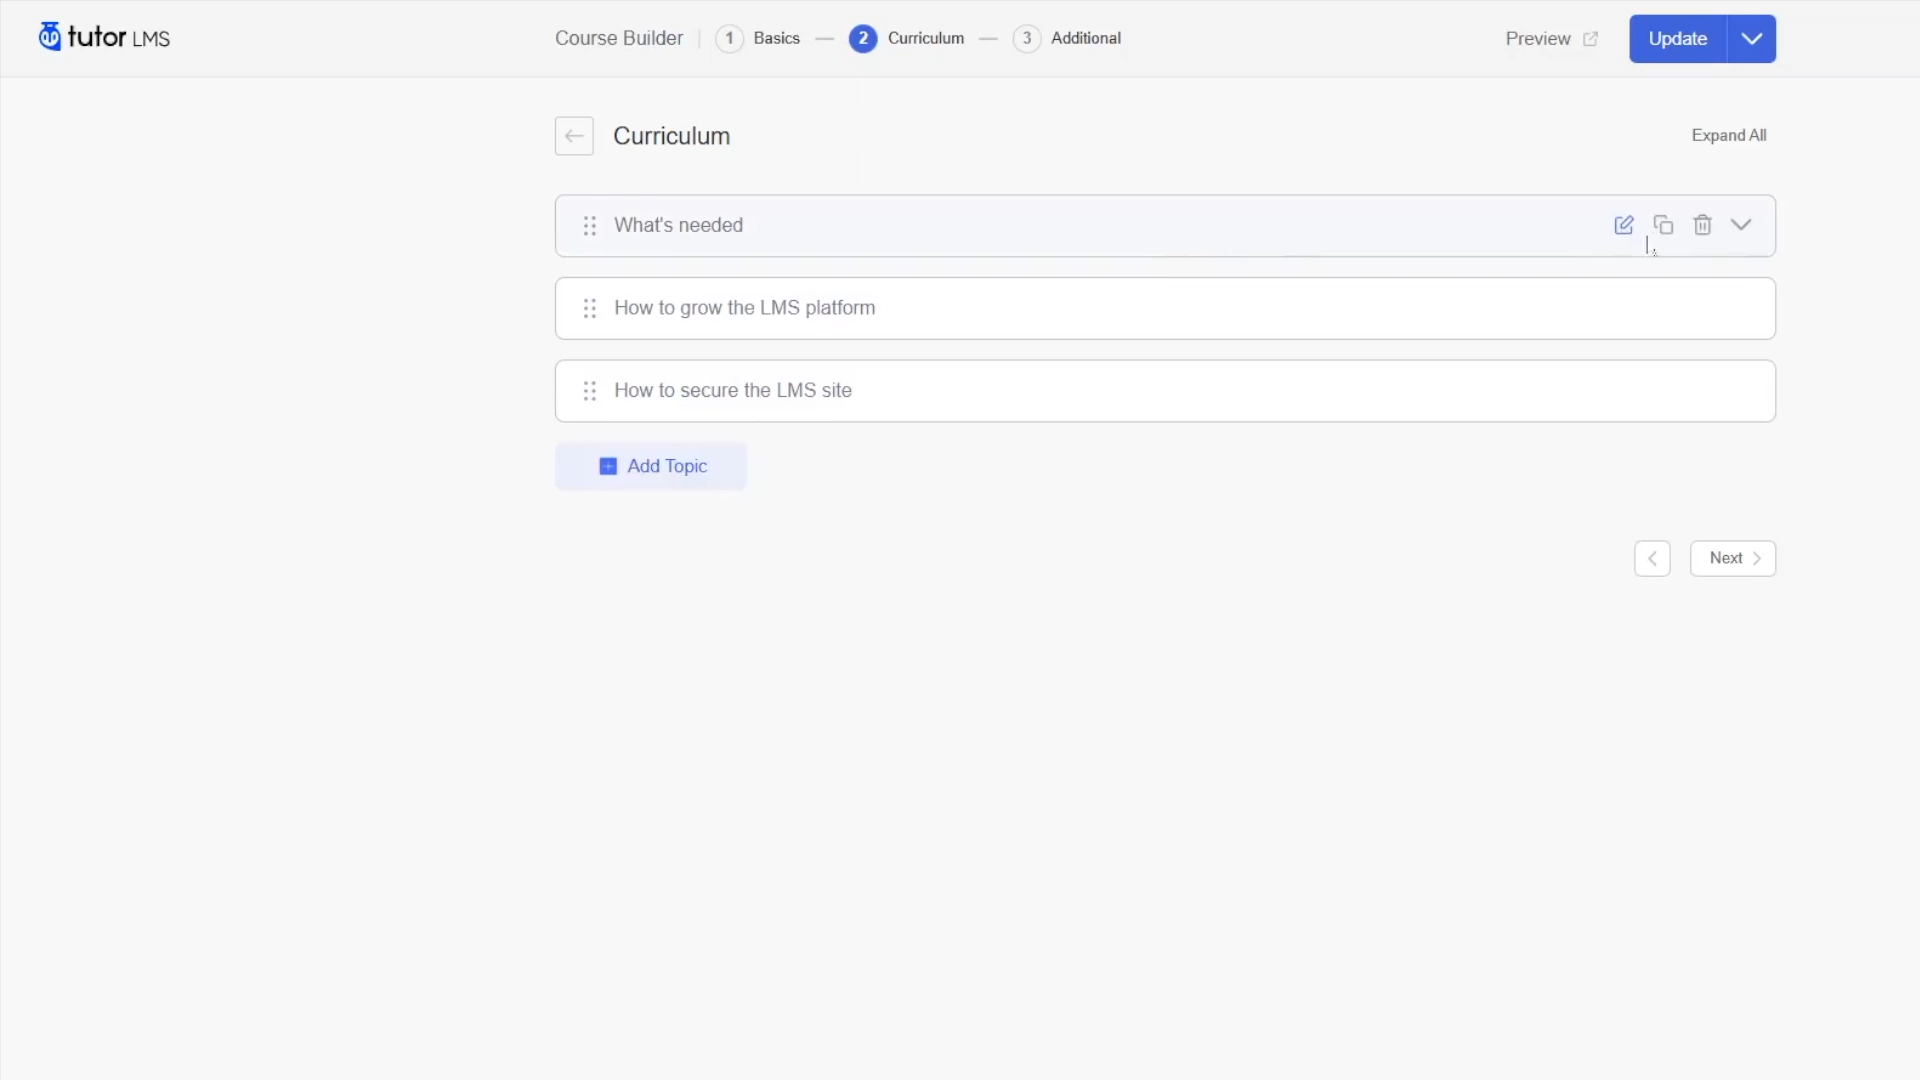 tutor LMS
Course Builder 1 Basics 2 Curriculum 3 Additional
Preview
Update
Curriculum
Expand All
What's needed
How to grow the LMS platform
How to secure the LMS site
Add Topic
Next